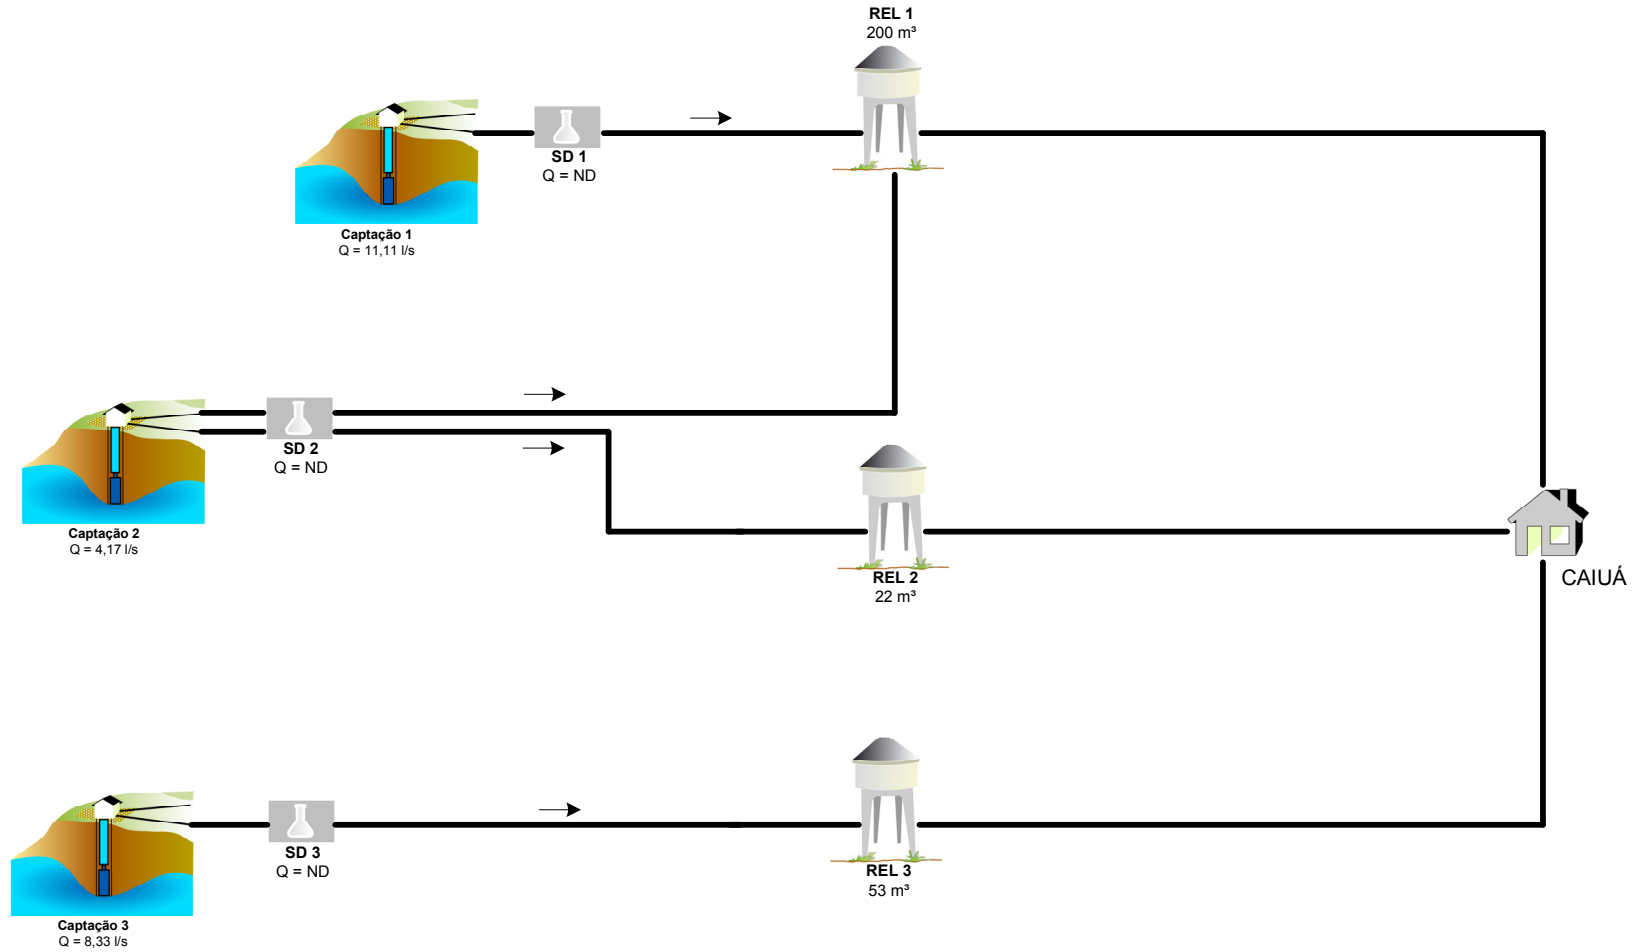 REL 1
200 m³
SD 1
Q = ND
Captação 1
Q = 11,11 l/s
SD 2
Q = ND
Captação 2
Q = 4,17 l/s
REL 2
22 m³
CAIUÁ
SD 3
Q = ND
REL 3
53 m³
Captação 3
Q = 8,33 l/s